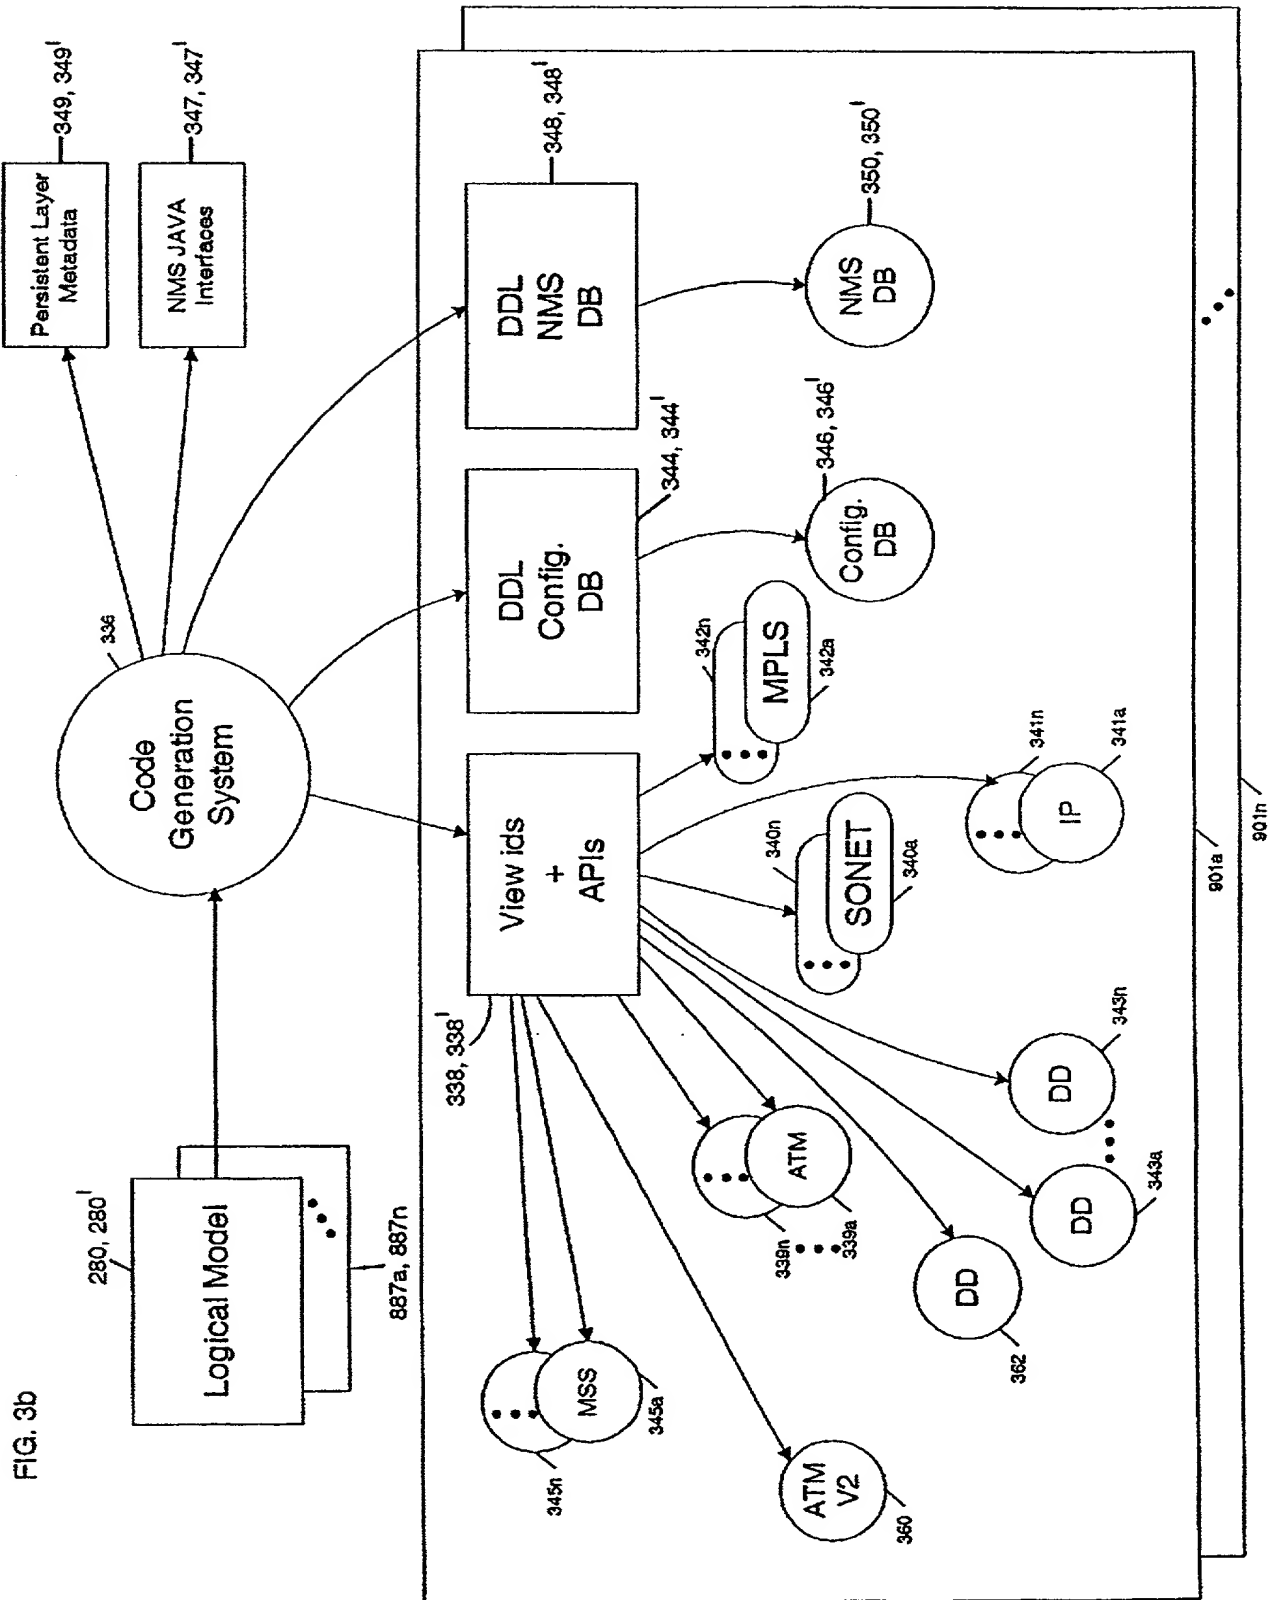 FIG. 3b
280, 280'
Logical Model
887a, 887n
Code
Generation
System
336
Persistent Layer
Metadata
349, 349'
NMS JAVA
Interfaces
347, 347'
338, 338'
View ids
+
APIs
DDL
Config.
DB
344, 344'
DDL
NMS
DB
348, 348'
345n
MSS
345a
ATM
V2
360
339n
ATM
339a
DD
362
DD
343a
DD
343n
340n
SONET
340a
341n
IP
341a
342n
MPLS
342a
Config.
DB
346, 346'
NMS
DB
350, 350'
901a
901n